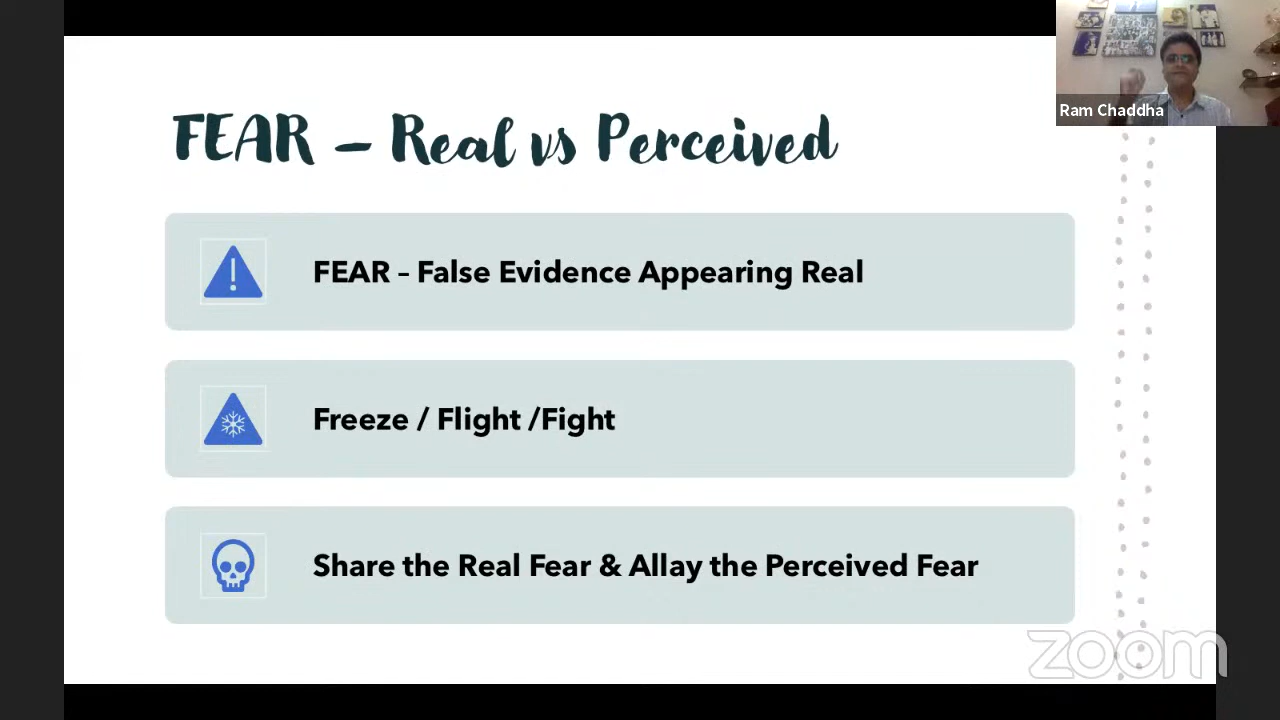 Ram Chaddha
FEAR – Real vs Perceived
FEAR – False Evidence Appearing Real
Freeze / Flight /Fight
Share the Real Fear & Allay the Perceived Fear
zoom